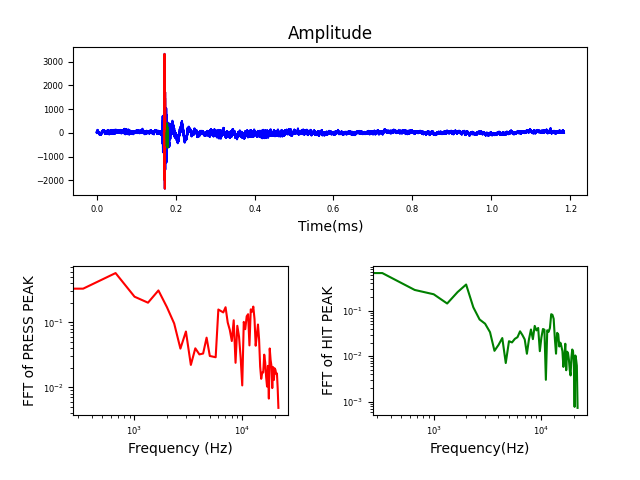 Amplitude
3000
2000
1000
0
−1000
−2000
0.0 0.2 0.4 0.6 0.8 1.0 1.2
Time(ms)
FFT of PRESS PEAK
10⁻¹
10⁻²
10³ 10⁴
Frequency (Hz)
FFT of HIT PEAK
10⁻¹
10⁻²
10⁻³
10³ 10⁴
Frequency(Hz)